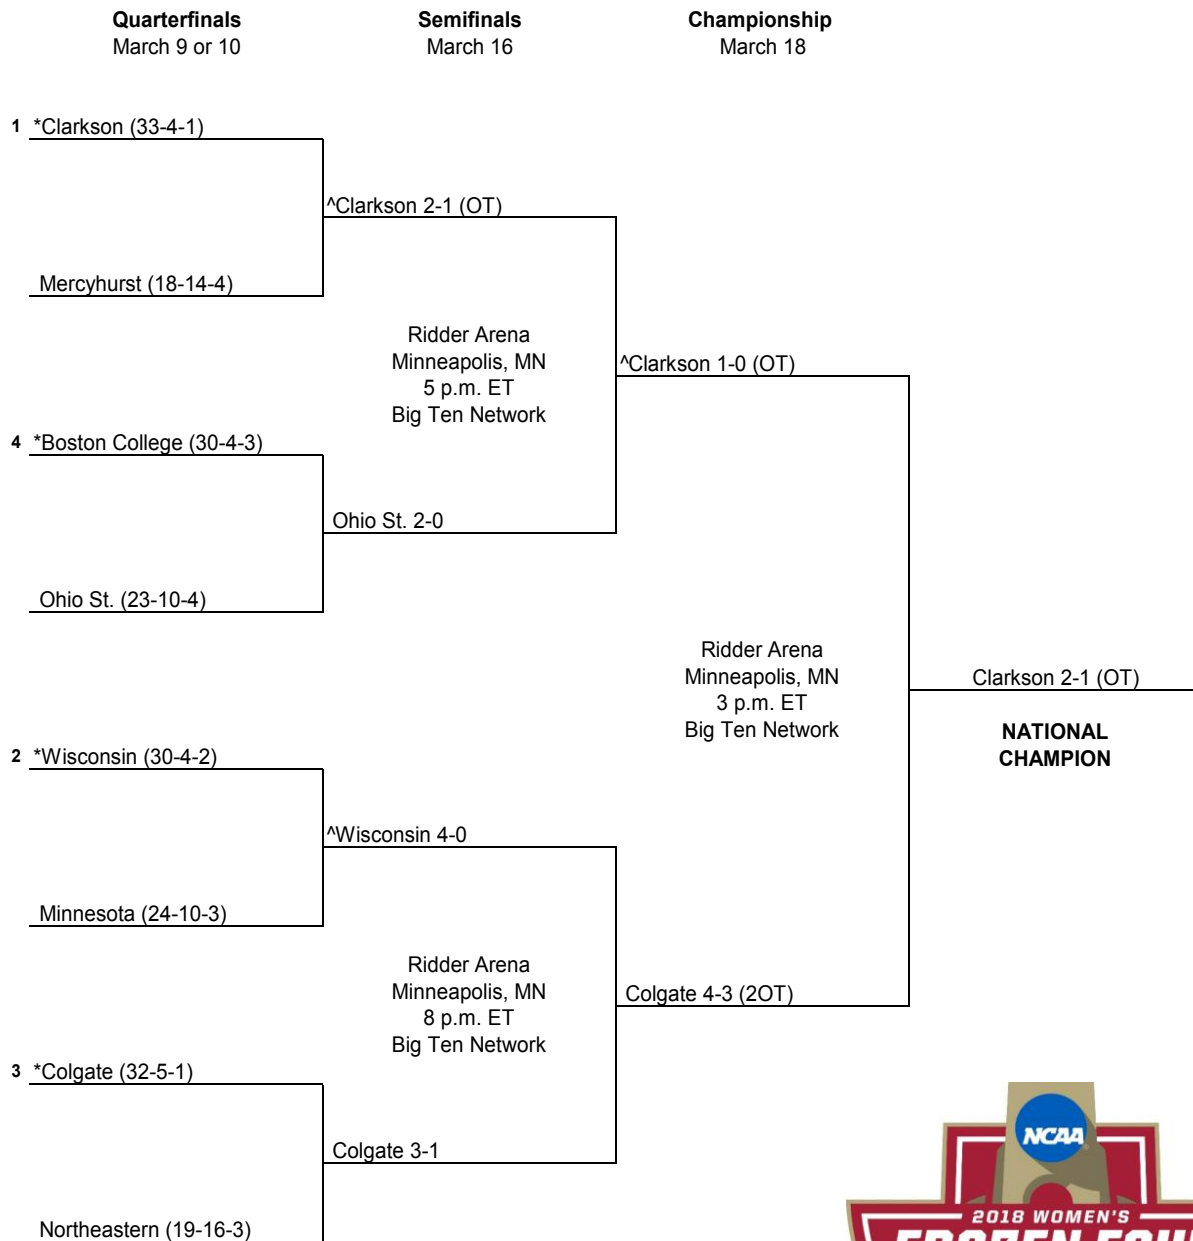 Quarterfinals
March 9 or 10
Semifinals
March 16
Championship
March 18
1 *Clarkson (33-4-1)
^Clarkson 2-1 (OT)
Mercyhurst (18-14-4)
Ridder Arena
Minneapolis, MN
5 p.m. ET
Big Ten Network
^Clarkson 1-0 (OT)
4 *Boston College (30-4-3)
Ohio St. 2-0
Ohio St. (23-10-4)
Ridder Arena
Minneapolis, MN
3 p.m. ET
Big Ten Network
Clarkson 2-1 (OT)
NATIONAL
CHAMPION
2 *Wisconsin (30-4-2)
^Wisconsin 4-0
Minnesota (24-10-3)
Ridder Arena
Minneapolis, MN
8 p.m. ET
Big Ten Network
Colgate 4-3 (2OT)
3 *Colgate (32-5-1)
Colgate 3-1
Northeastern (19-16-3)
NCAA
2018 WOMEN'S
FROZEN FOUR